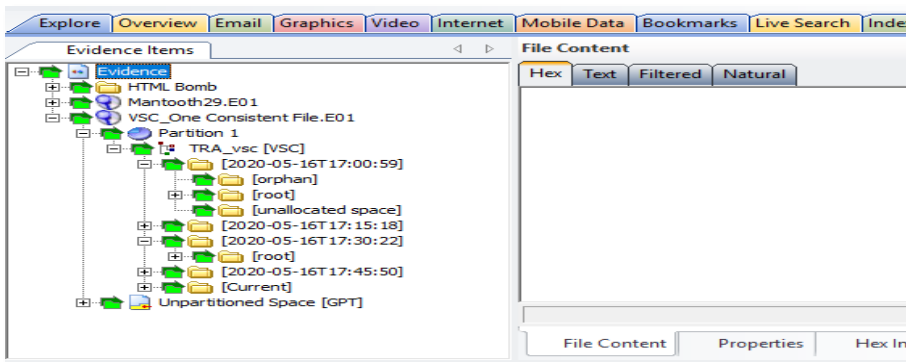 Explore Overview Email Graphics Video Internet Mobile Data Bookmarks Live Search Inde
Evidence Items
Evidence
HTML Bomb
Mantooth29.E01
VSC_One Consistent File.E01
Partition 1
TRA_vsc [VSC]
[2020-05-16T17:00:59]
[orphan]
[root]
[unallocated space]
[2020-05-16T17:15:18]
[2020-05-16T17:30:22]
[root]
[2020-05-16T17:45:50]
[Current]
Unpartitioned Space [GPT]
File Content
Hex Text Filtered Natural
File Content Properties Hex In